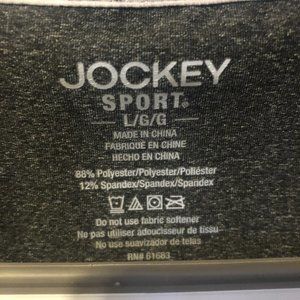 JOCKEY
SPORT®
L/G/G
MADE IN CHINA
FABRIQUÉ EN CHINE
HECHO EN CHINA
88% Polyester/Polyester/Poliéster
12% Spandex/Spandex/Spandex
Do not use fabric softener
Ne pas utiliser adoucisseur de tissu
No use suavizador de telas
RN# 61683